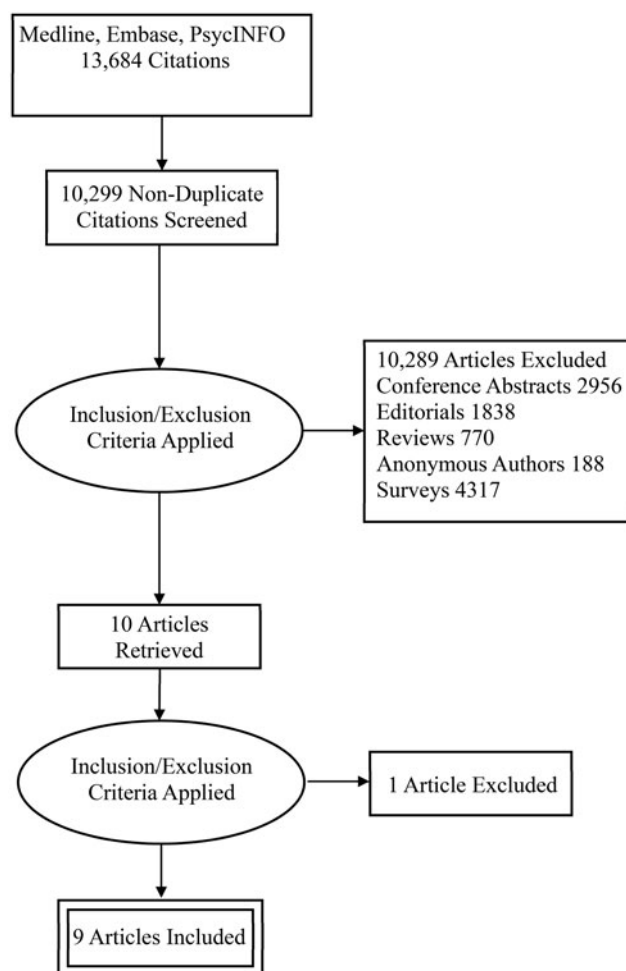 Medline, Embase, PsycINFO
13,684 Citations
10,299 Non-Duplicate
Citations Screened
Inclusion/Exclusion
Criteria Applied
10,289 Articles Excluded
Conference Abstracts 2956
Editorials 1838
Reviews 770
Anonymous Authors 188
Surveys 4317
10 Articles
Retrieved
Inclusion/Exclusion
Criteria Applied
1 Article Excluded
9 Articles Included